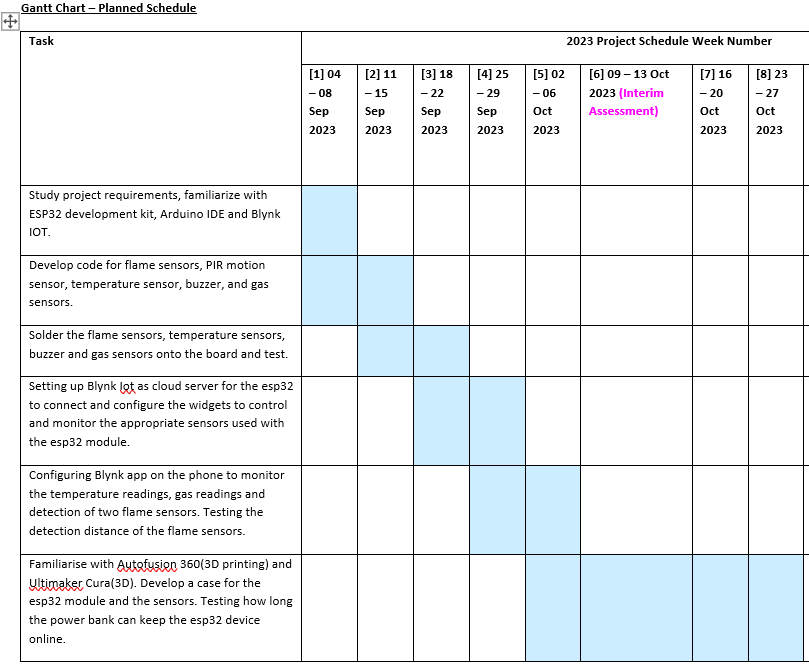 Gantt Chart – Planned Schedule
Task
2023 Project Schedule Week Number
[1] 04
– 08
Sep
2023
[2] 11
– 15
Sep
2023
[3] 18
– 22
Sep
2023
[4] 25
– 29
Sep
2023
[5] 02
– 06
Oct
2023
[6] 09 – 13 Oct
2023 (Interim
Assessment)
[7] 16
– 20
Oct
2023
[8] 23
– 27
Oct
2023
Study project requirements, familiarize with
ESP32 development kit, Arduino IDE and Blynk
IOT.
Develop code for flame sensors, PIR motion
sensor, temperature sensor, buzzer, and gas
sensors.
Solder the flame sensors, temperature sensors,
buzzer and gas sensors onto the board and test.
Setting up Blynk Iot as cloud server for the esp32
to connect and configure the widgets to control
and monitor the appropriate sensors used with
the esp32 module.
Configuring Blynk app on the phone to monitor
the temperature readings, gas readings and
detection of two flame sensors. Testing the
detection distance of the flame sensors.
Familiarise with Autofusion 360(3D printing) and
Ultimaker Cura(3D). Develop a case for the
esp32 module and the sensors. Testing how long
the power bank can keep the esp32 device
online.